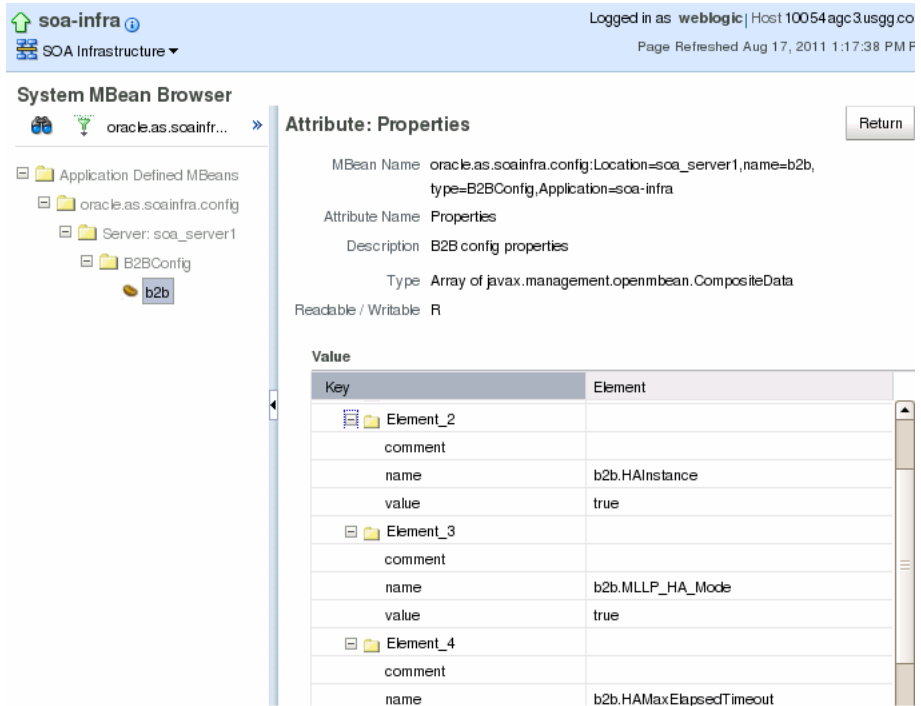 soa-infra
Logged in as weblogic| Host 10054agc3.usgg.co
SOA Infrastructure
Page Refreshed Aug 17, 2011 1:17:38 PM P
System MBean Browser
oracle.as.soainfr... »
Attribute: Properties
Return
Application Defined MBeans
oracle.as.soainfra.config
Server: soa_server1
B2BConfig
b2b
MBean Name oracle.as.soainfra.config:Location=soa_server1,name=b2b,
type=B2BConfig,Application=soa-infra
Attribute Name Properties
Description B2B config properties
Type Array of javax.management.openmbean.CompositeData
Readable / Writable R
Value
Key Element
Element_2
comment
name b2b.HAInstance
value true
Element_3
comment
name b2b.MLLP_HA_Mode
value true
Element_4
comment
name b2b.HAMaxElapsedTimeout